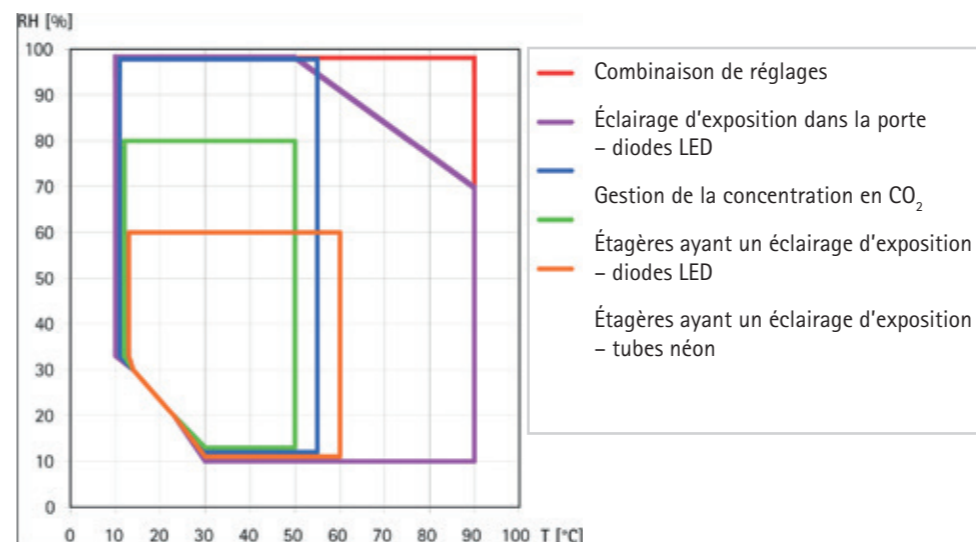 RH [%]
100
90
80
70
60
50
40
30
20
10
0
0 10 20 30 40 50 60 70 80 90 100 T [°C]
Combinaison de réglages
Éclairage d'exposition dans la porte
– diodes LED
Gestion de la concentration en CO₂
Étagères ayant un éclairage d'exposition
– diodes LED
Étagères ayant un éclairage d'exposition
– tubes néon